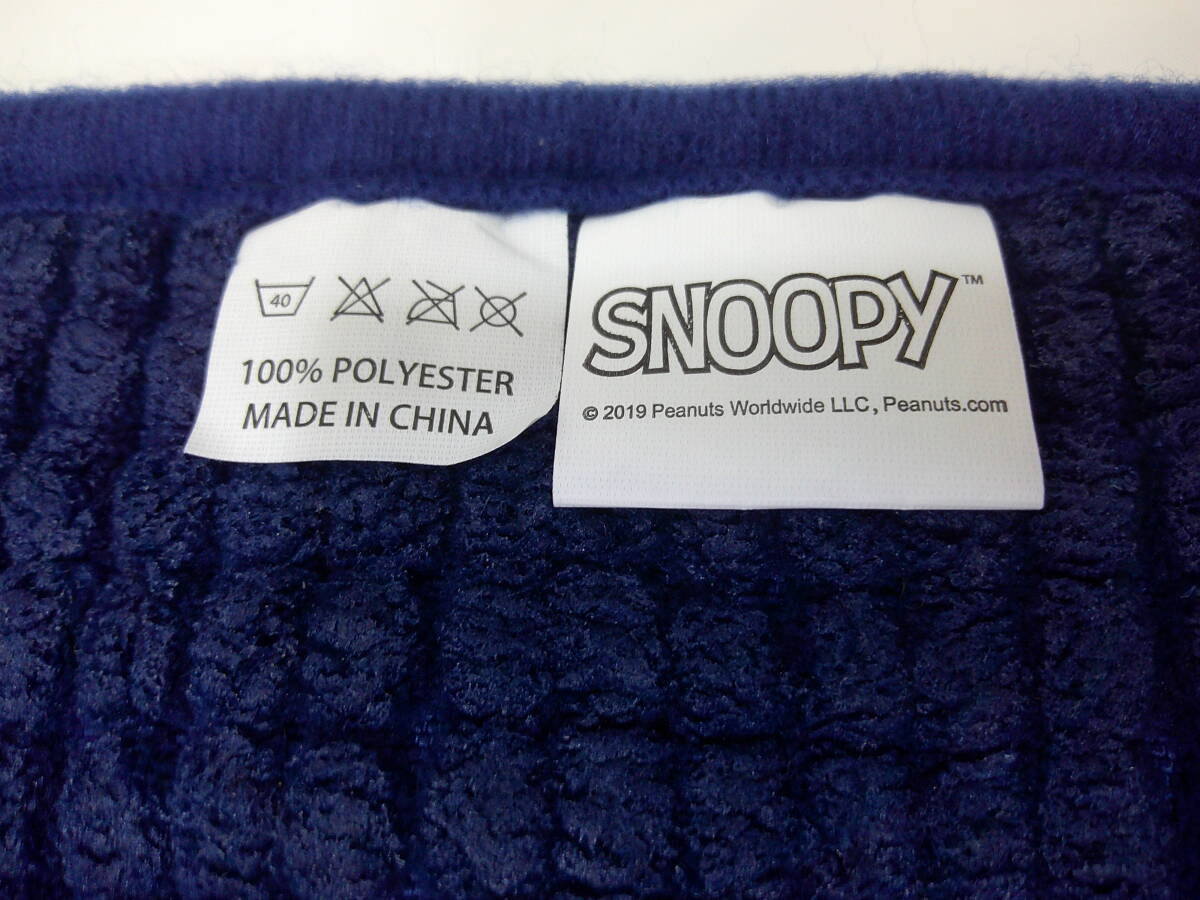 40
100% POLYESTER
MADE IN CHINA
SNOOPY™
© 2019 Peanuts Worldwide LLC, Peanuts.com